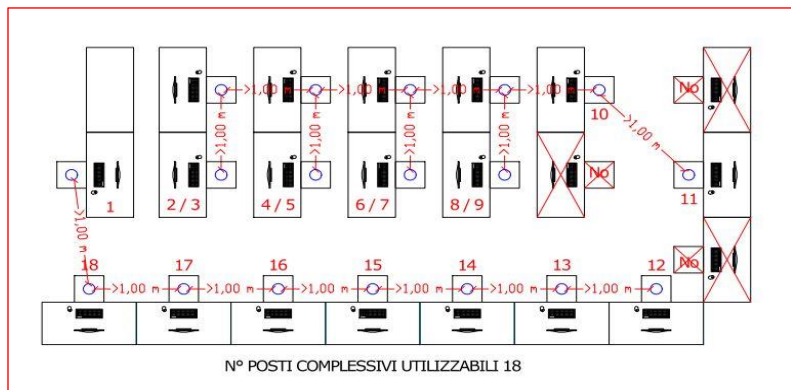 >1,00 m >1,00 m >1,00 m >1,00 m No
10
>1,00 m >1,00 m >1,00 m >1,00 m >1,00 m
No
1 2 / 3 4 / 5 6 / 7 8 / 9 11
>1,00 m
No
18 17 16 15 14 13 12
>1,00 m >1,00 m >1,00 m >1,00 m >1,00 m >1,00 m
N° POSTI COMPLESSIVI UTILIZZABILI 18